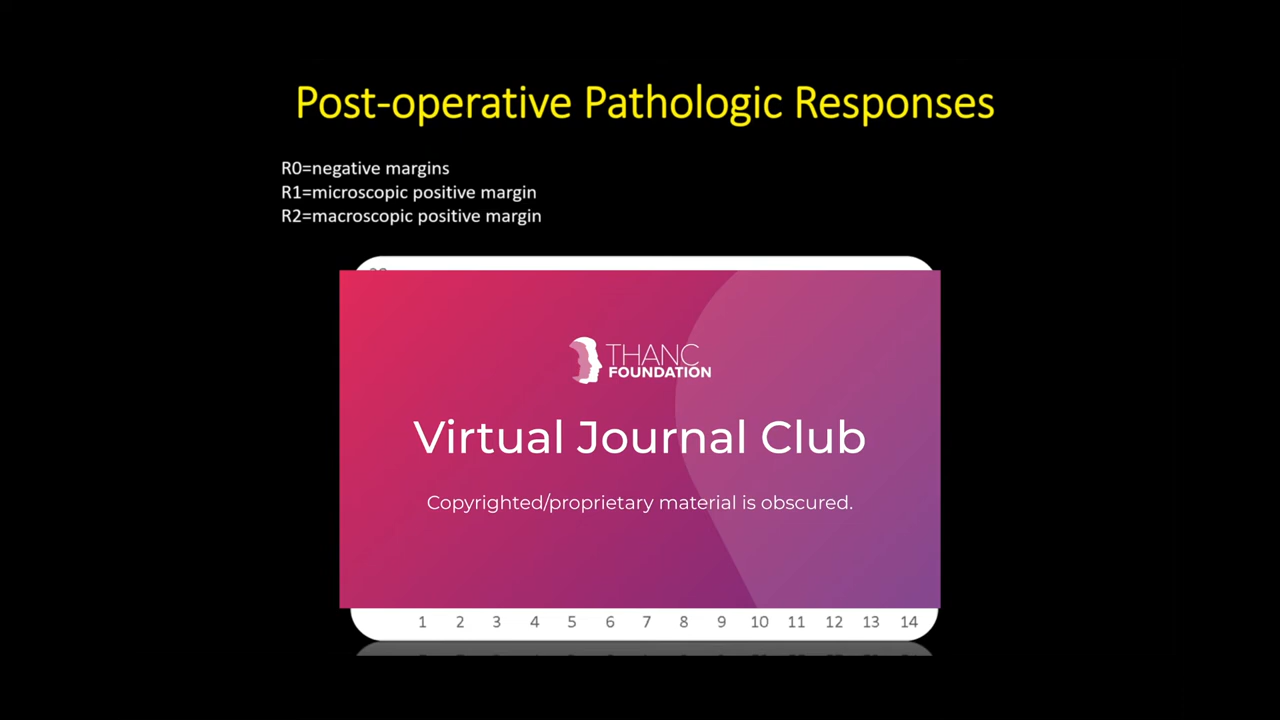 Post-operative Pathologic Responses
R0=negative margins
R1=microscopic positive margin
R2=macroscopic positive margin
THANC
FOUNDATION
Virtual Journal Club
Copyrighted/proprietary material is obscured.
1 2 3 4 5 6 7 8 9 10 11 12 13 14